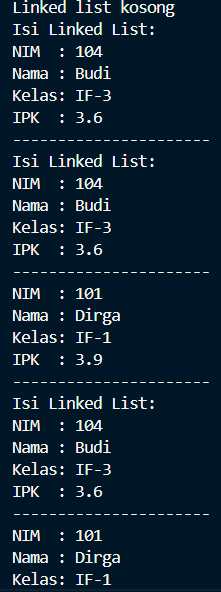 Linked list kosong
Isi Linked List:
NIM  : 104
Nama : Budi
Kelas: IF-3
IPK  : 3.6
----------------------
Isi Linked List:
NIM  : 104
Nama : Budi
Kelas: IF-3
IPK  : 3.6
----------------------
NIM  : 101
Nama : Dirga
Kelas: IF-1
IPK  : 3.9
----------------------
Isi Linked List:
NIM  : 104
Nama : Budi
Kelas: IF-3
IPK  : 3.6
----------------------
NIM  : 101
Nama : Dirga
Kelas: IF-1